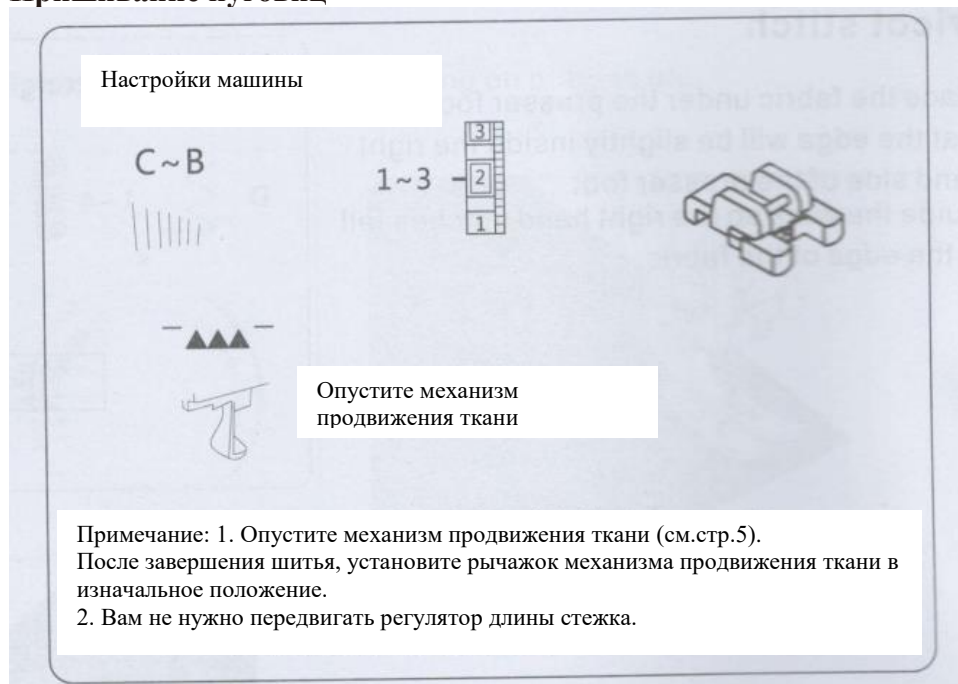 Пришивание пуговиц
Настройки машины
C~B
1~3
3
2
1
Опустите механизм
продвижения ткани
Примечание: 1. Опустите механизм продвижения ткани (см.стр.5).
После завершения шитья, установите рычажок механизма продвижения ткани в
изначальное положение.
2. Вам не нужно передвигать регулятор длины стежка.